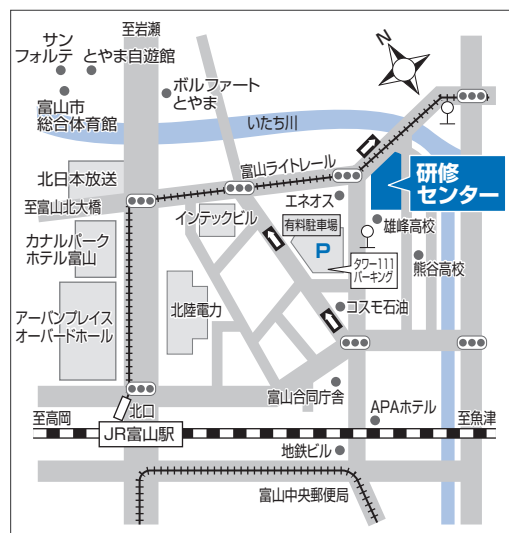 至岩瀬
サン
フォルテ
とやま自遊館
ボルファート
とやま
富山市
総合体育館
N
いたち川
富山ライトレール
北日本放送
研修
センター
エネオス
至富山北大橋
インテックビル
有料駐車場
P
雄峰高校
カナルパーク
ホテル富山
タワー111
パーキング
熊谷高校
北陸電力
コスモ石油
アーバンプレイス
オーバードホール
富山合同庁舎
北口
至高岡
APAホテル
至魚津
JR富山駅
地鉄ビル
富山中央郵便局